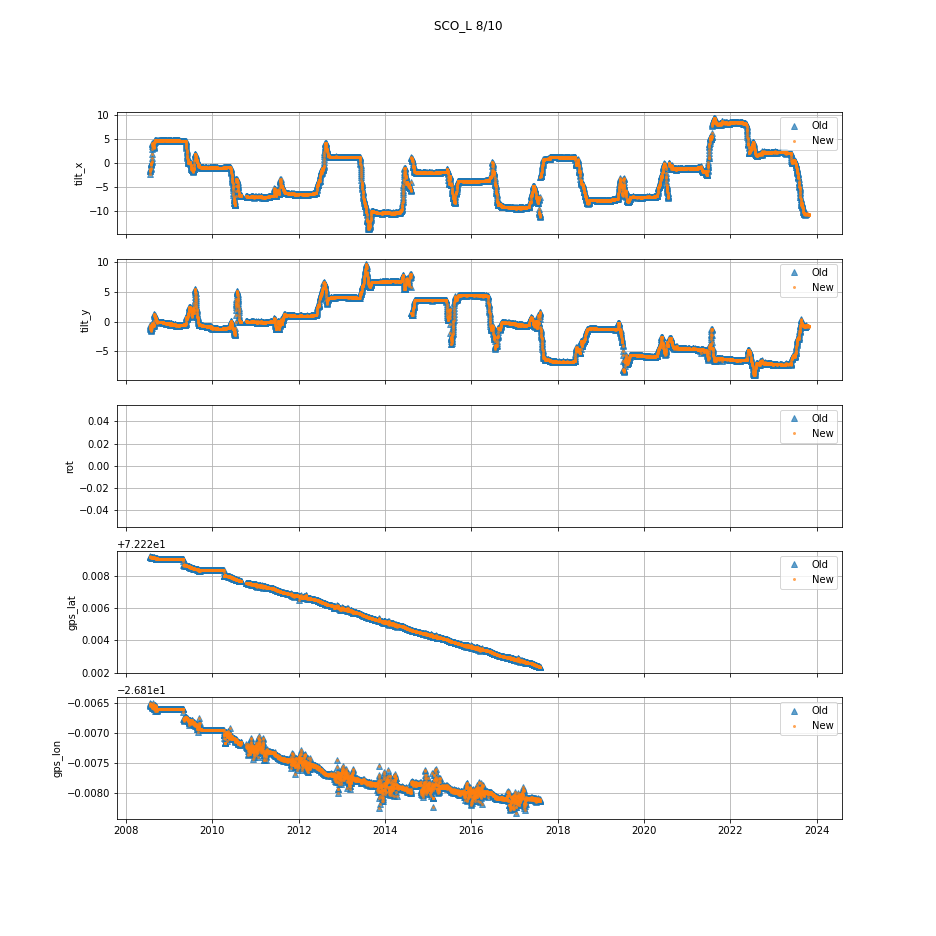 SCO_L 8/10
10
5
0
−5
−10
tilt_x
Old
New
10
5
0
−5
tilt_y
Old
New
0.04
0.02
0.00
−0.02
−0.04
rot
Old
New
+7.222e1
0.008
0.006
0.004
0.002
gps_lat
Old
New
−2.681e1
−0.0065
−0.0070
−0.0075
−0.0080
gps_lon
Old
New
2008 2010 2012 2014 2016 2018 2020 2022 2024